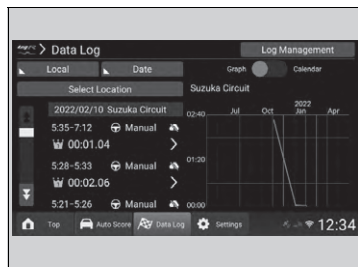 > Data Log
Log Management
Local
Date
Graph
Calendar
Select Location
Suzuka Circuit
2022/02/10 Suzuka Circuit
5:35-7:12 Manual
00:01.04 >
5:28-5:33 Manual
00:02.06 >
5:21-5:26 Manual
02:40
01:20
00:00
Jul
Oct
2022
Jan
Apr
Top
Auto Score
Data Log
Settings
12:34